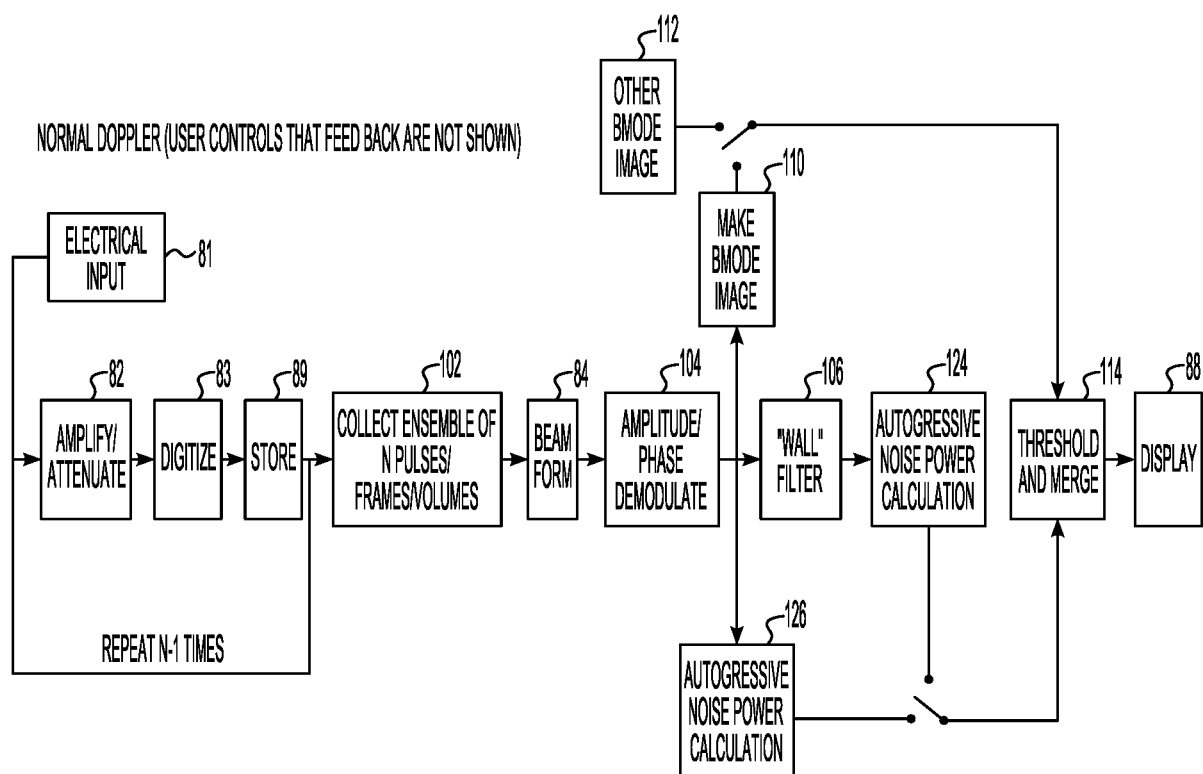 112
OTHER
BMODE
IMAGE
NORMAL DOPPLER (USER CONTROLS THAT FEED BACK ARE NOT SHOWN)
110
MAKE
BMODE
IMAGE
ELECTRICAL
INPUT
81
82
AMPLIFY/
ATTENUATE
83
DIGITIZE
89
STORE
102
COLLECT ENSEMBLE OF
N PULSES/
FRAMES/VOLUMES
84
BEAM
FORM
104
AMPLITUDE/
PHASE
DEMODULATE
106
"WALL"
FILTER
124
AUTOGRESSIVE
NOISE POWER
CALCULATION
114
THRESHOLD
AND MERGE
88
DISPLAY
REPEAT N-1 TIMES
126
AUTOGRESSIVE
NOISE POWER
CALCULATION